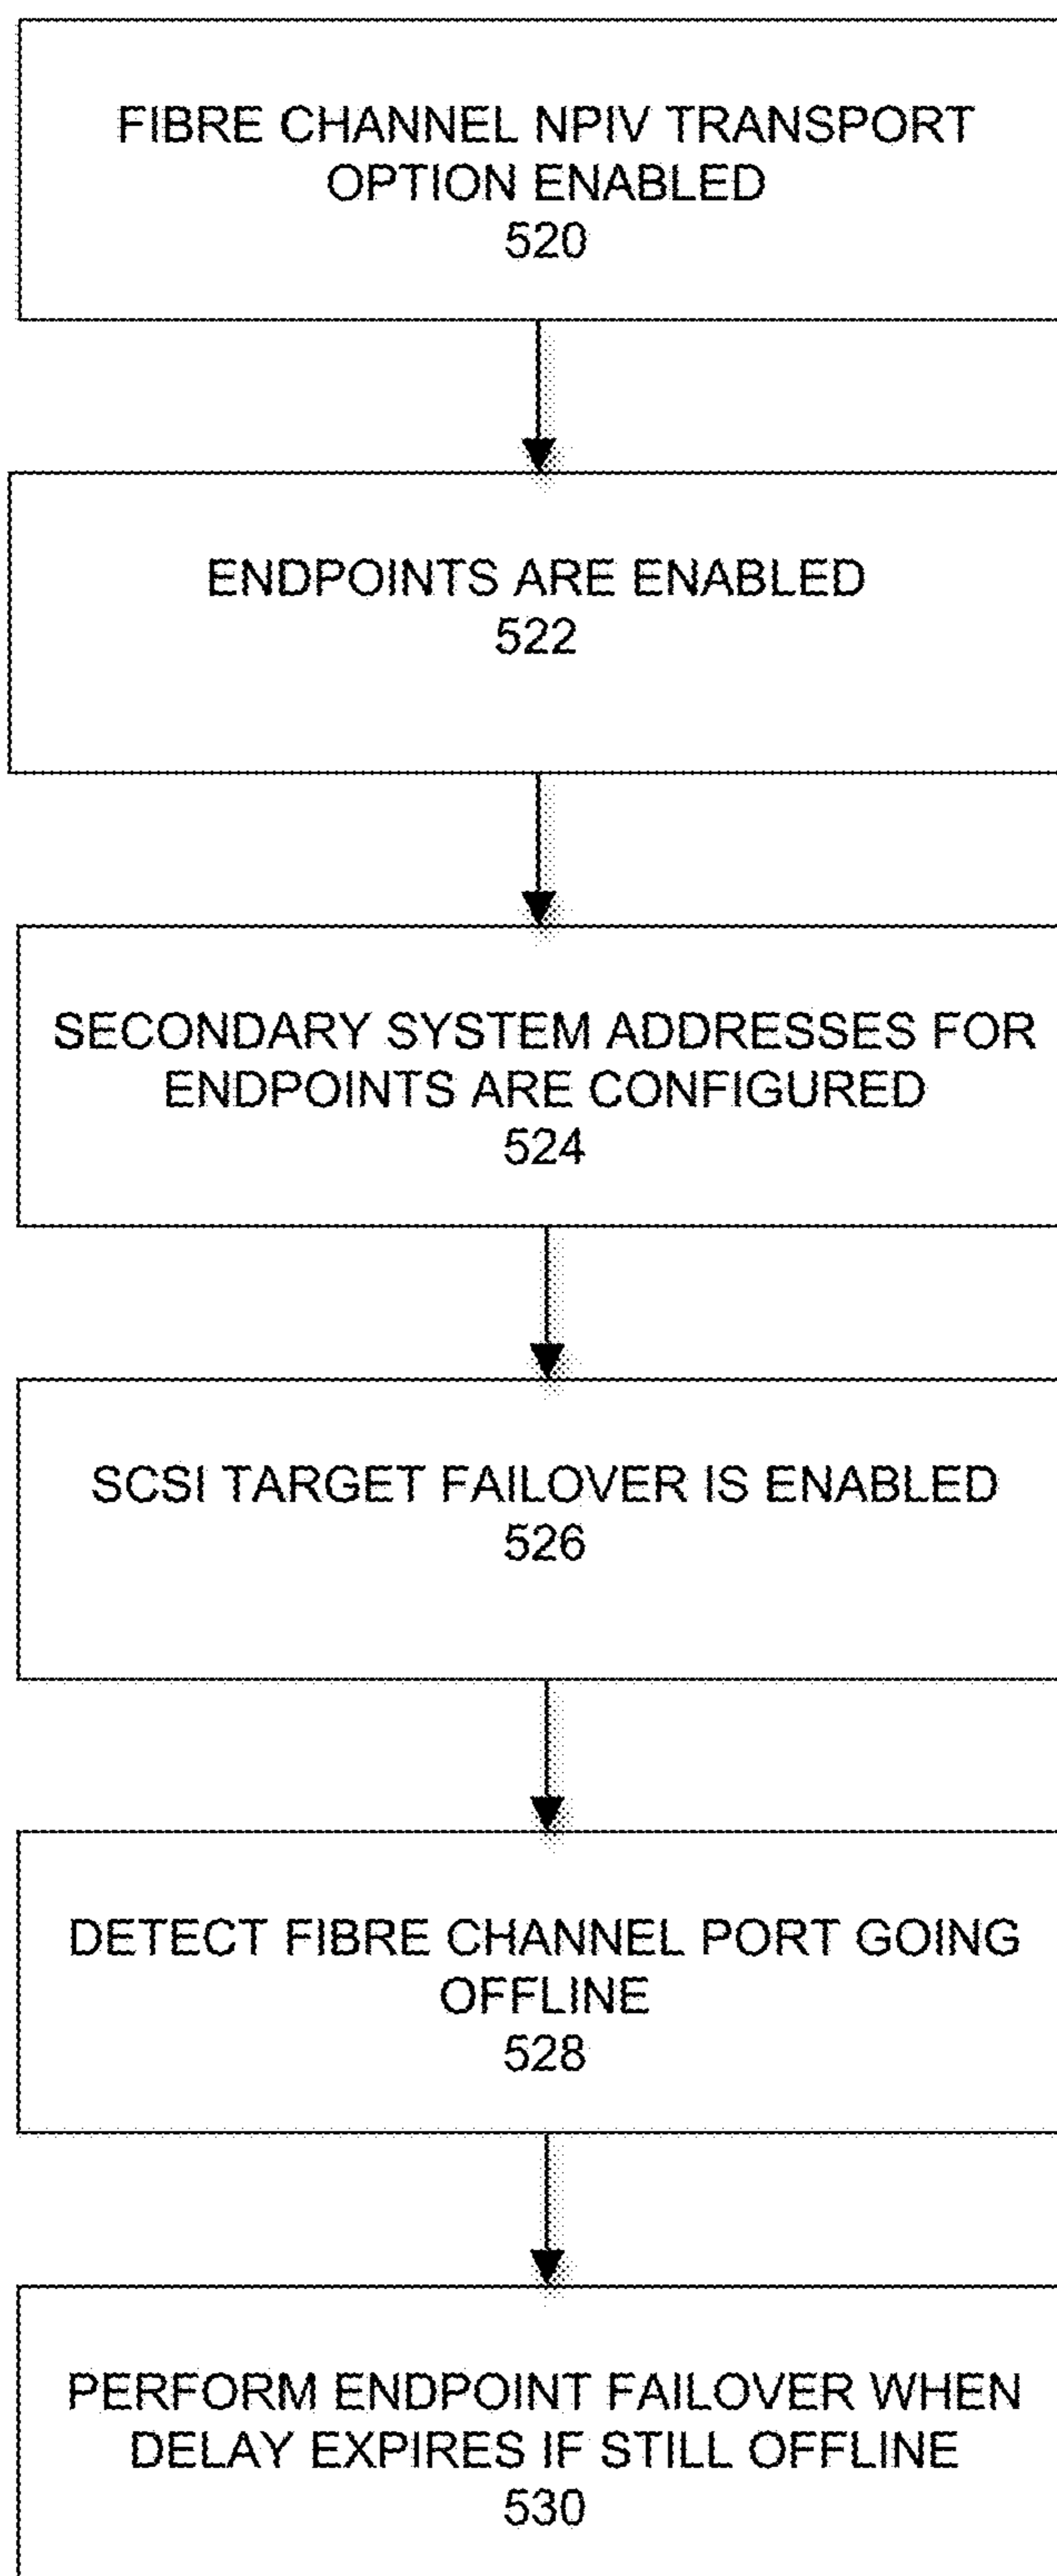 FIBRE CHANNEL NPIV TRANSPORT
OPTION ENABLED
520
ENDPOINTS ARE ENABLED
522
SECONDARY SYSTEM ADDRESSES FOR
ENDPOINTS ARE CONFIGURED
524
SCSI TARGET FAILOVER IS ENABLED
526
DETECT FIBRE CHANNEL PORT GOING
OFFLINE
528
PERFORM ENDPOINT FAILOVER WHEN
DELAY EXPIRES IF STILL OFFLINE
530